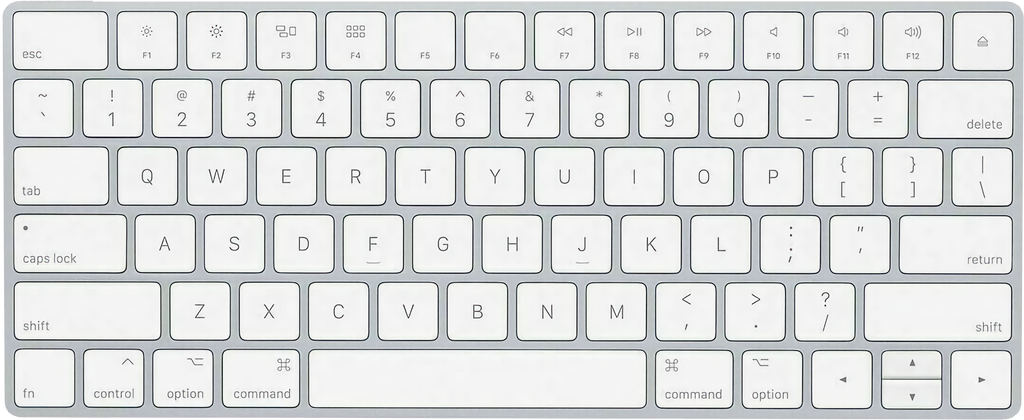 esc F1 F2 F3 F4 F5 F6 F7 F8 F9 F10 F11 F12
~ ! @ # $ % ^ & * ( ) — +
` 1 2 3 4 5 6 7 8 9 0 - = delete
tab Q W E R T Y U I O P { [ } ] | \
caps lock A S D F G H J K L : ; " ' return
shift Z X C V B N M < , > . ? / shift
fn control option command command option